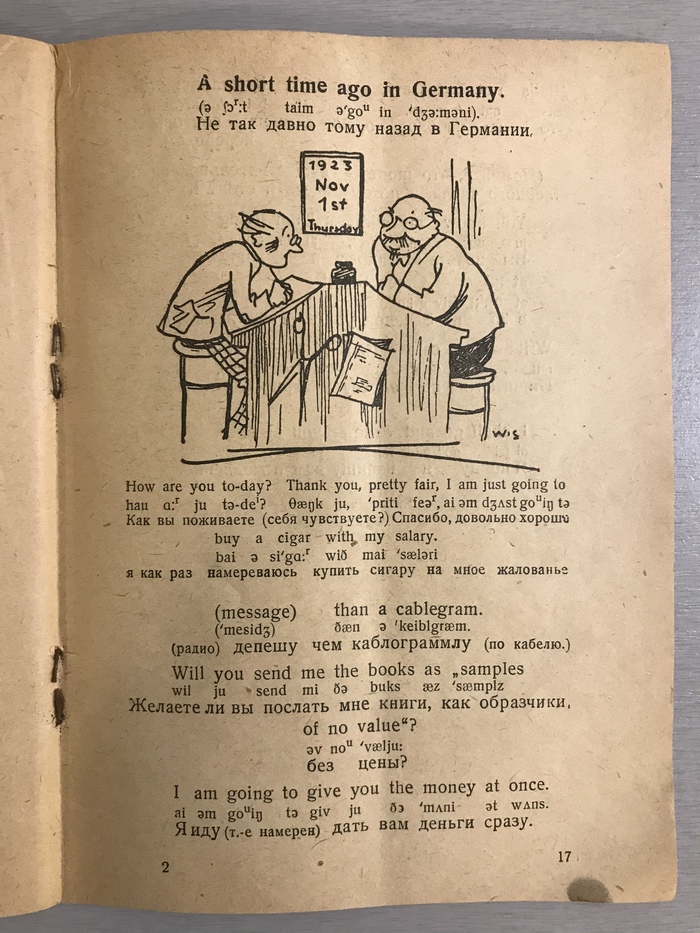 A short time ago in Germany.
(ə ʃɔʳ:t taim ə'goᵘ in 'dʒə:məni).
Не так давно тому назад в Германии.
1923
Nov
1st
Thursday
WIS
How are you to-day? Thank you, pretty fair, I am just going to
hau ɑ:ʳ ju tə-deⁱ? θæŋk ju, 'priti feəʳ, ai əm dʒʌst goᵘiŋ tə
Как вы поживаете (себя чувствуете?) Спасибо, довольно хорошо
buy a cigar with my salary.
bai ə si'gɑ:ʳ wið mai 'sæləri
я как раз намереваюсь купить сигару на мное жалованье
(message) than a cablegram.
('mesidʒ) ðæn ə 'keiblgræm.
(радио) депешу чем каблограммлу (по кабелю.)
Will you send me the books as „samples
wil ju send mi ðə buks æz 'sæmplz
Желаете ли вы послать мне книги, как образчики,
of no value“?
əv noᵘ 'vælju:
без цены?
I am going to give you the money at once.
ai əm goᵘiŋ tə giv ju ðə 'mʌni ət wʌns.
Я иду (т.-е намерен) дать вам деньги сразу.
2 17